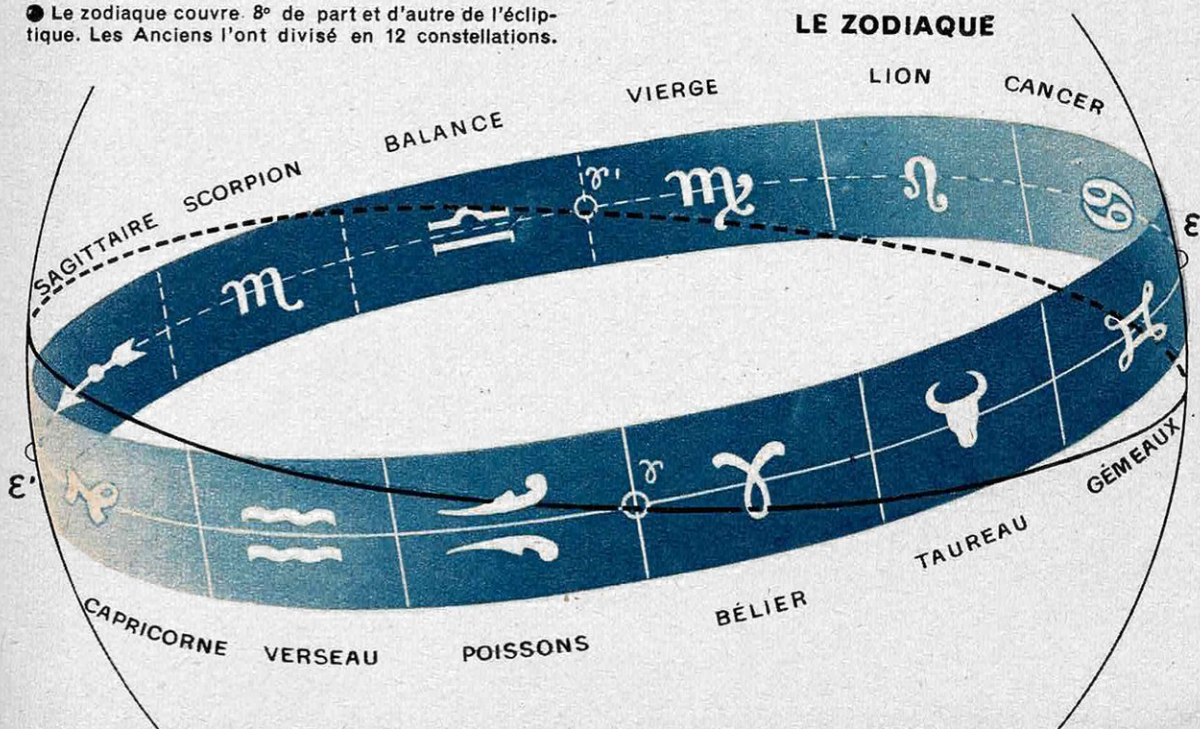 ● Le zodiaque couvre 8° de part et d'autre de l'éclip-
tique. Les Anciens l'ont divisé en 12 constellations.
LE ZODIAQUE
SAGITTAIRE
SCORPION
BALANCE
VIERGE
LION
CANCER
♏
♎
γ'
♍
♌
♋
ε
ε'
♑
♒
♓
γ
♈
♉
♊
GÉMEAUX
TAUREAU
BÉLIER
POISSONS
VERSEAU
CAPRICORNE